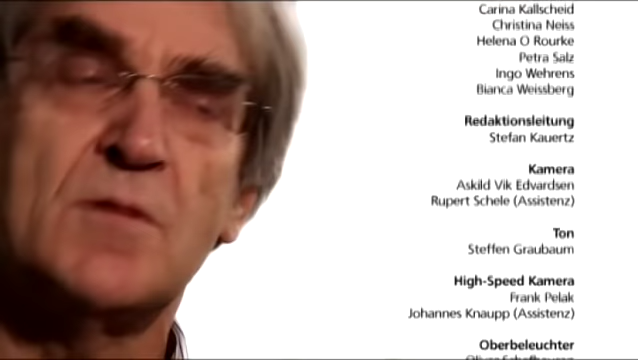 Carina Kallscheid
Christina Neiss
Helena O Rourke
Petra Salz
Ingo Wehrens
Bianca Weissberg
Redaktionsleitung
Stefan Kauertz
Kamera
Askild Vik Edvardsen
Rupert Schele (Assistenz)
Ton
Steffen Graubaum
High-Speed Kamera
Frank Pelak
Johannes Knaupp (Assistenz)
Oberbeleuchter